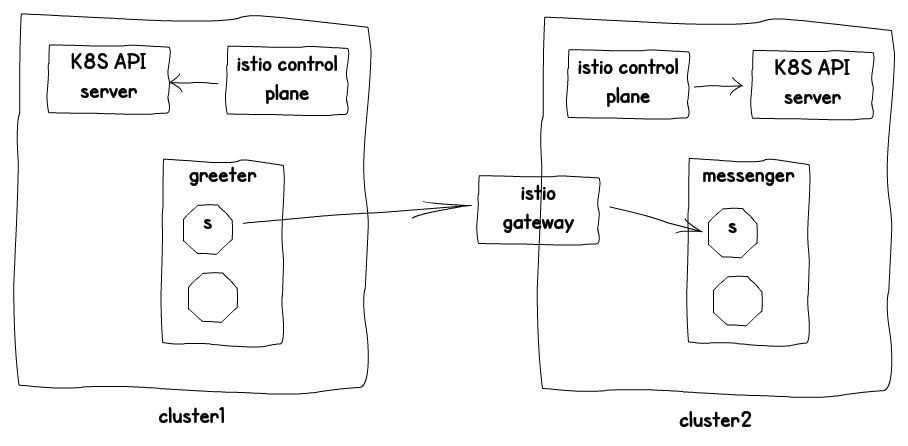 K8S API
server
istio control
plane
istio control
plane
K8S API
server
greeter
s
istio
gateway
messenger
s
cluster1
cluster2